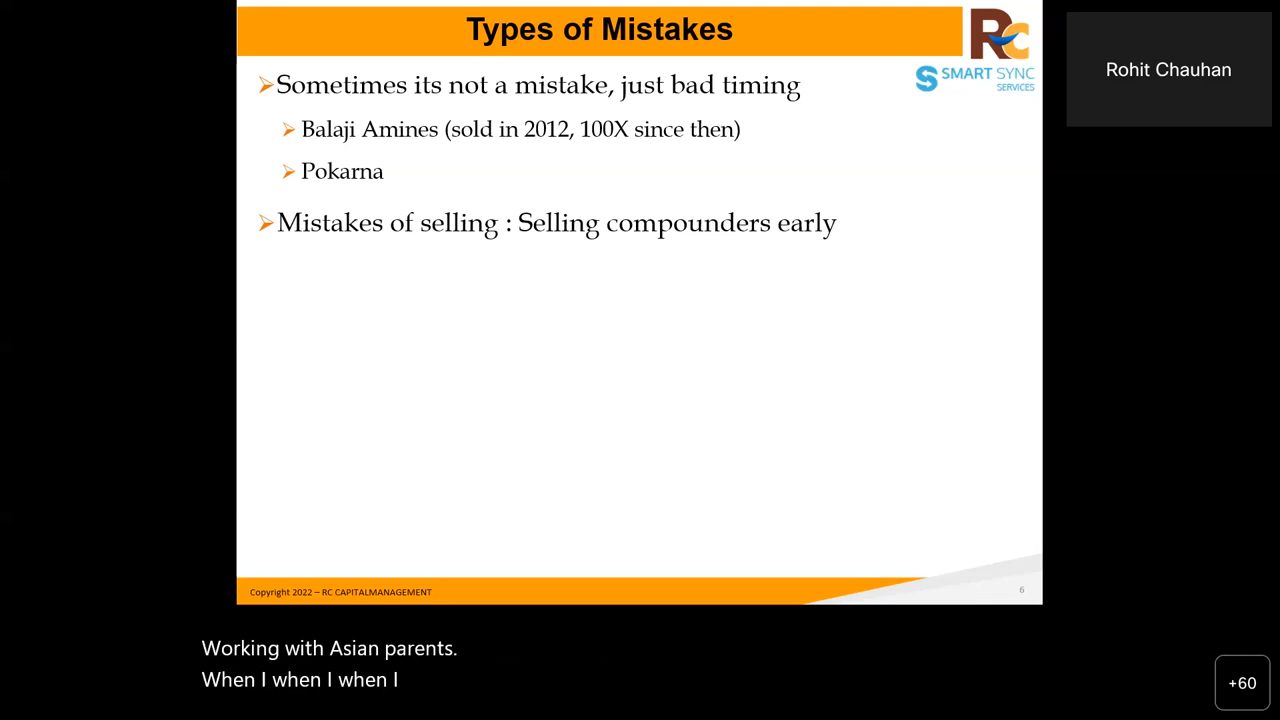 Types of Mistakes
RC
SMART SYNC
SERVICES
Rohit Chauhan
Sometimes its not a mistake, just bad timing
Balaji Amines (sold in 2012, 100X since then)
Pokarna
Mistakes of selling : Selling compounders early
Copyright 2022 – RC CAPITALMANAGEMENT
6
Working with Asian parents.
When I when I when I
+60